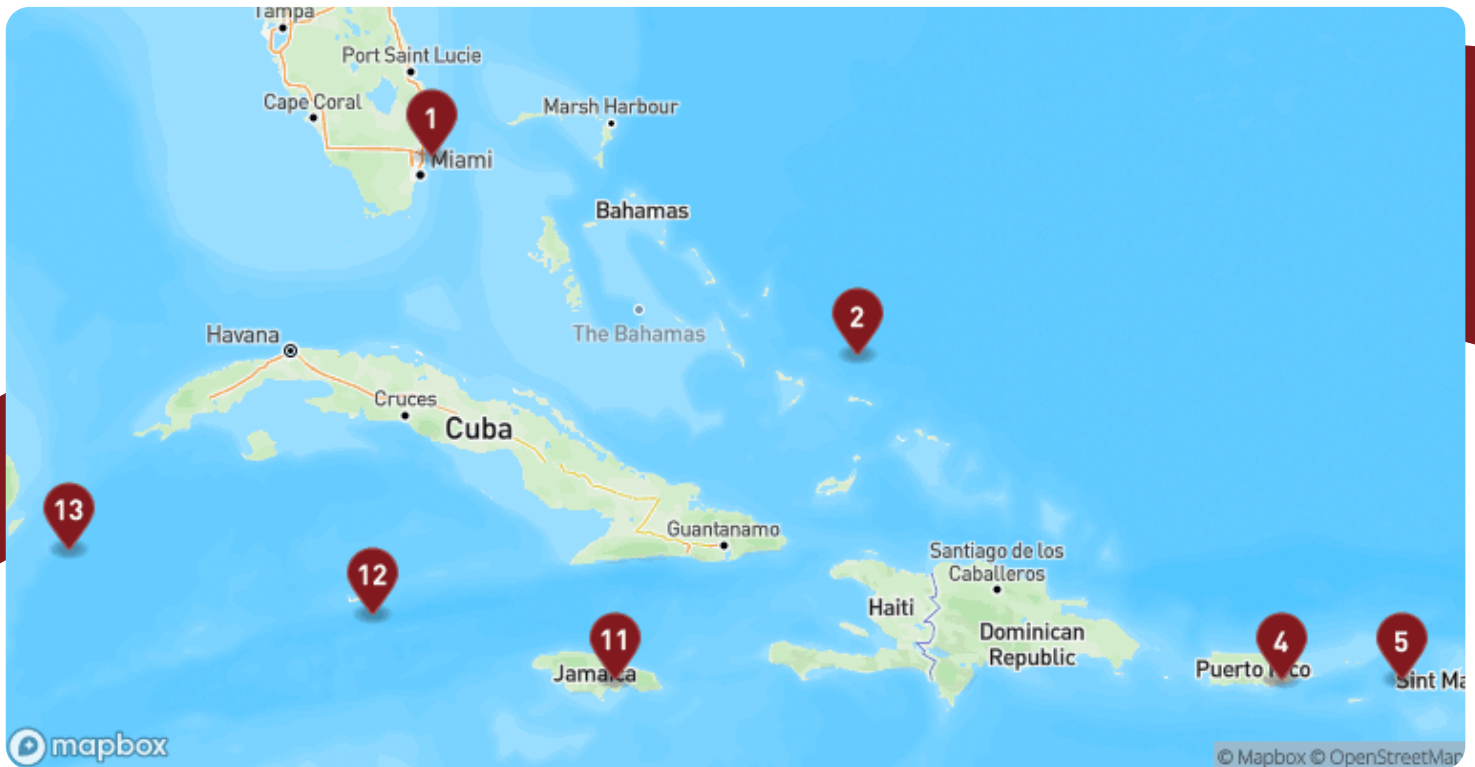 Tampa
Port Saint Lucie
Cape Coral
1
Marsh Harbour
Miami
Bahamas
2
The Bahamas
Havana
Cruces
Cuba
13
Guantanamo
Santiago de los
Caballeros
12
Haiti
11
Dominican
Republic
4
5
Jamaica
Puerto Rico
Sint Ma
mapbox
© Mapbox © OpenStreetMap